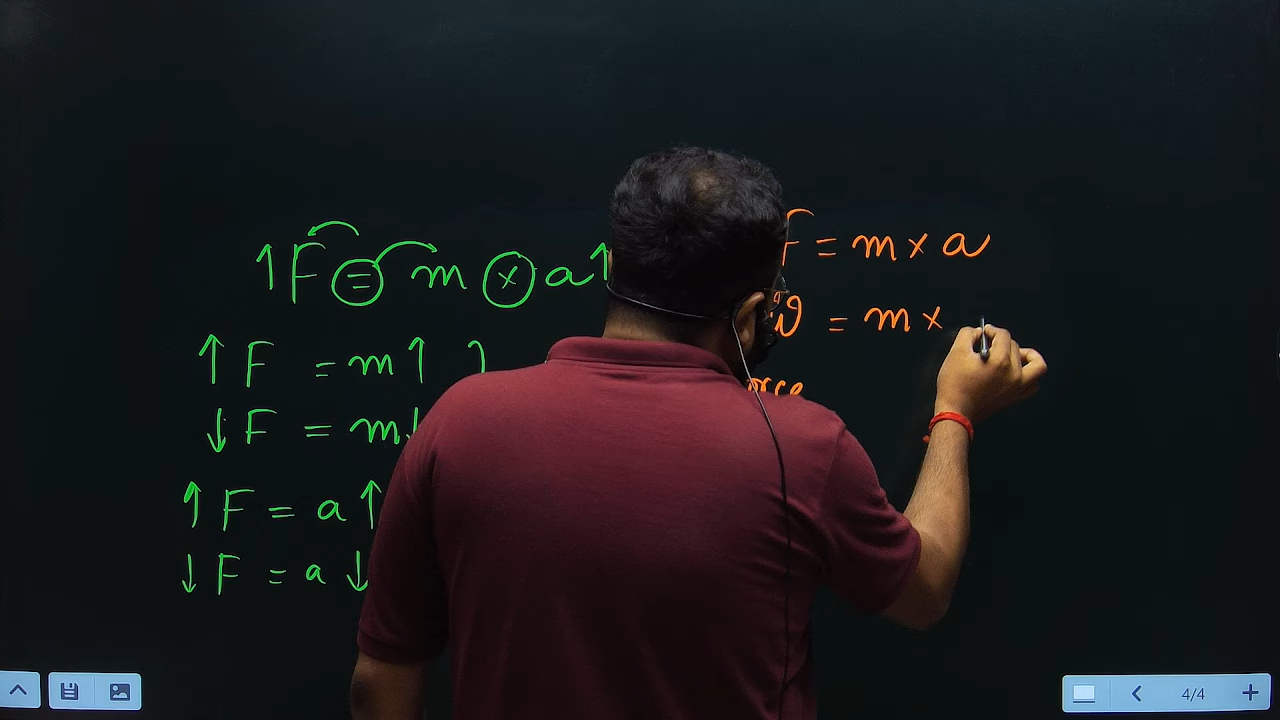 ↑F = m × a↑
↑F = m↑
↓F = m↓
↑F = a↑
↓F = a↓
F = m × a
= m ×
4/4